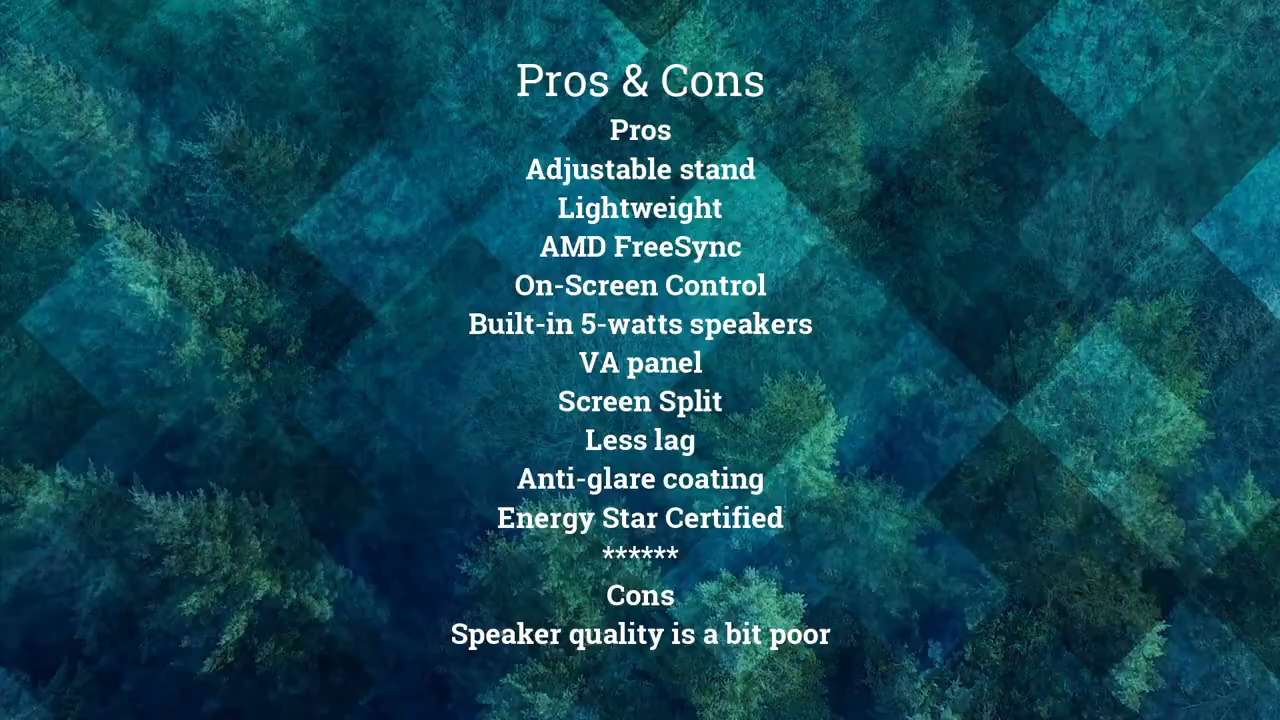 Pros & Cons
Pros
Adjustable stand
Lightweight
AMD FreeSync
On-Screen Control
Built-in 5-watts speakers
VA panel
Screen Split
Less lag
Anti-glare coating
Energy Star Certified
******
Cons
Speaker quality is a bit poor